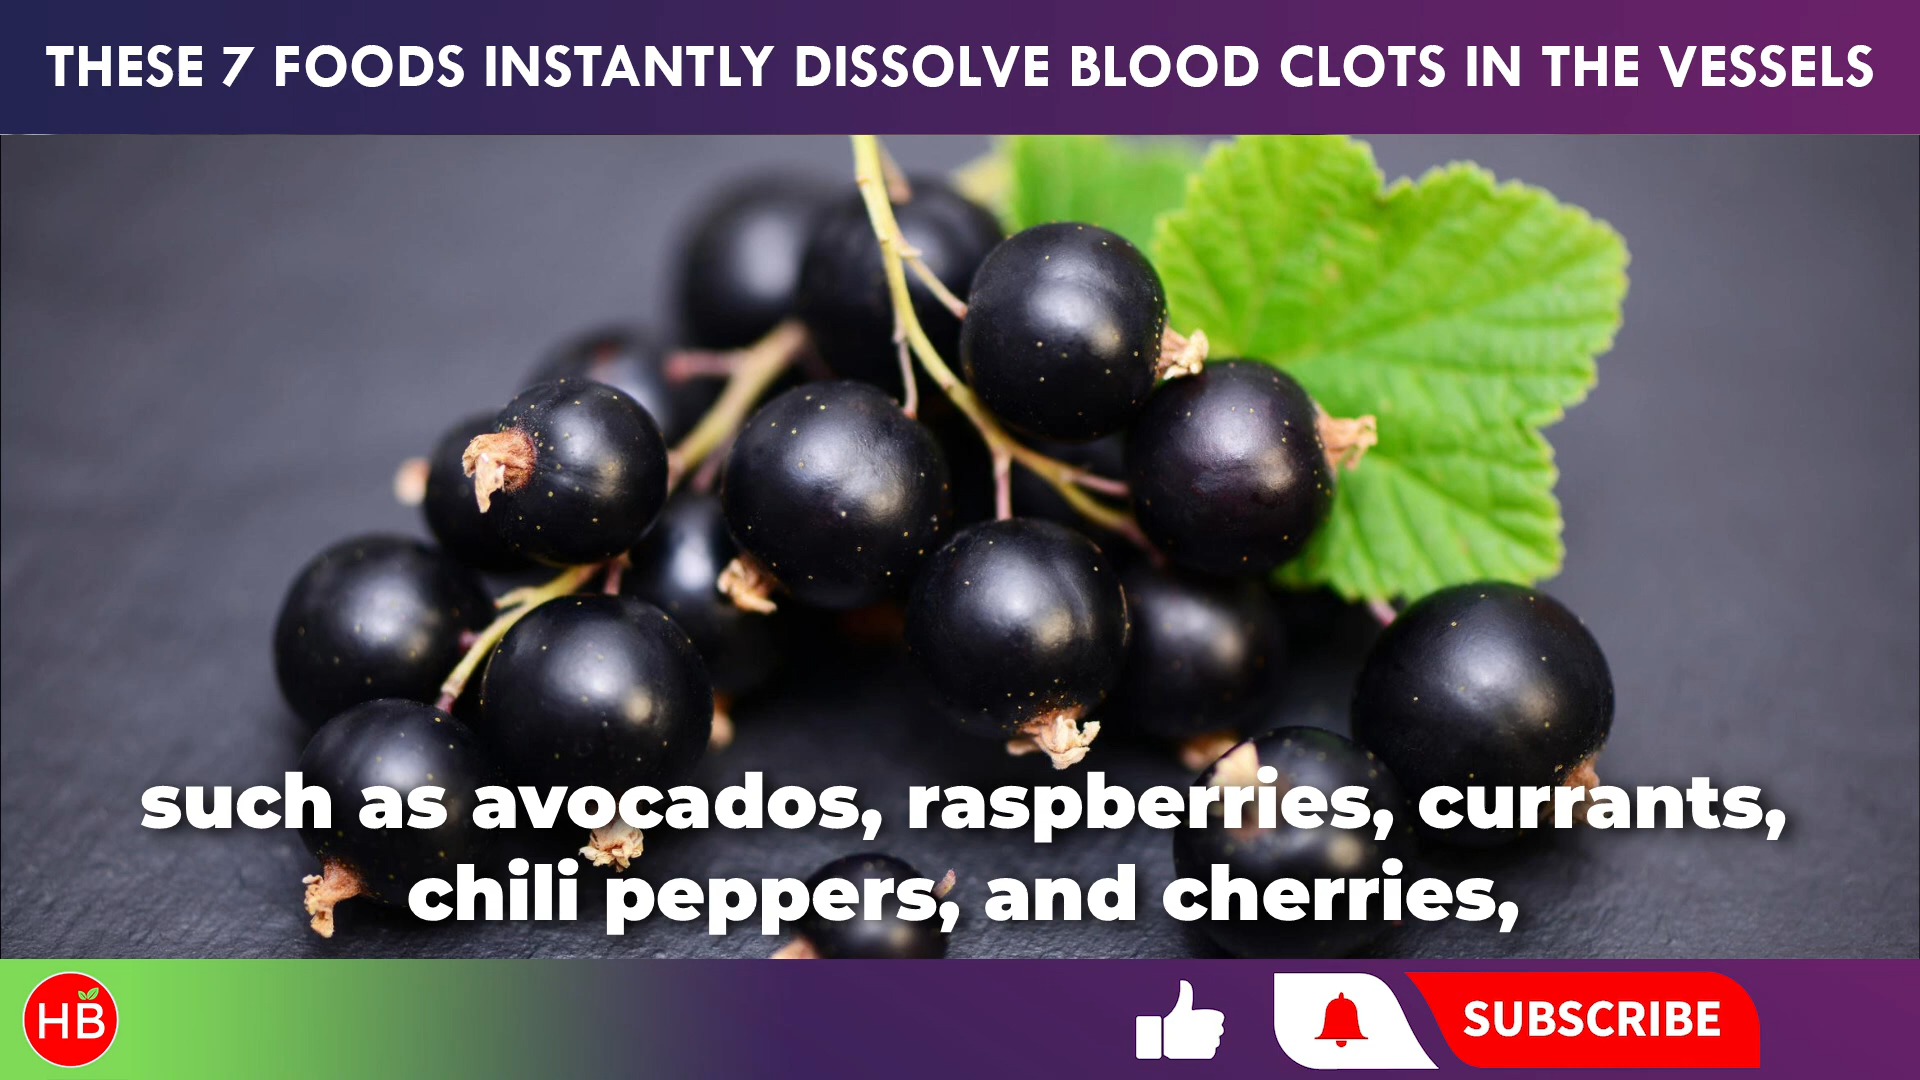 THESE 7 FOODS INSTANTLY DISSOLVE BLOOD CLOTS IN THE VESSELS
such as avocados, raspberries, currants,
chili peppers, and cherries,
HB
SUBSCRIBE